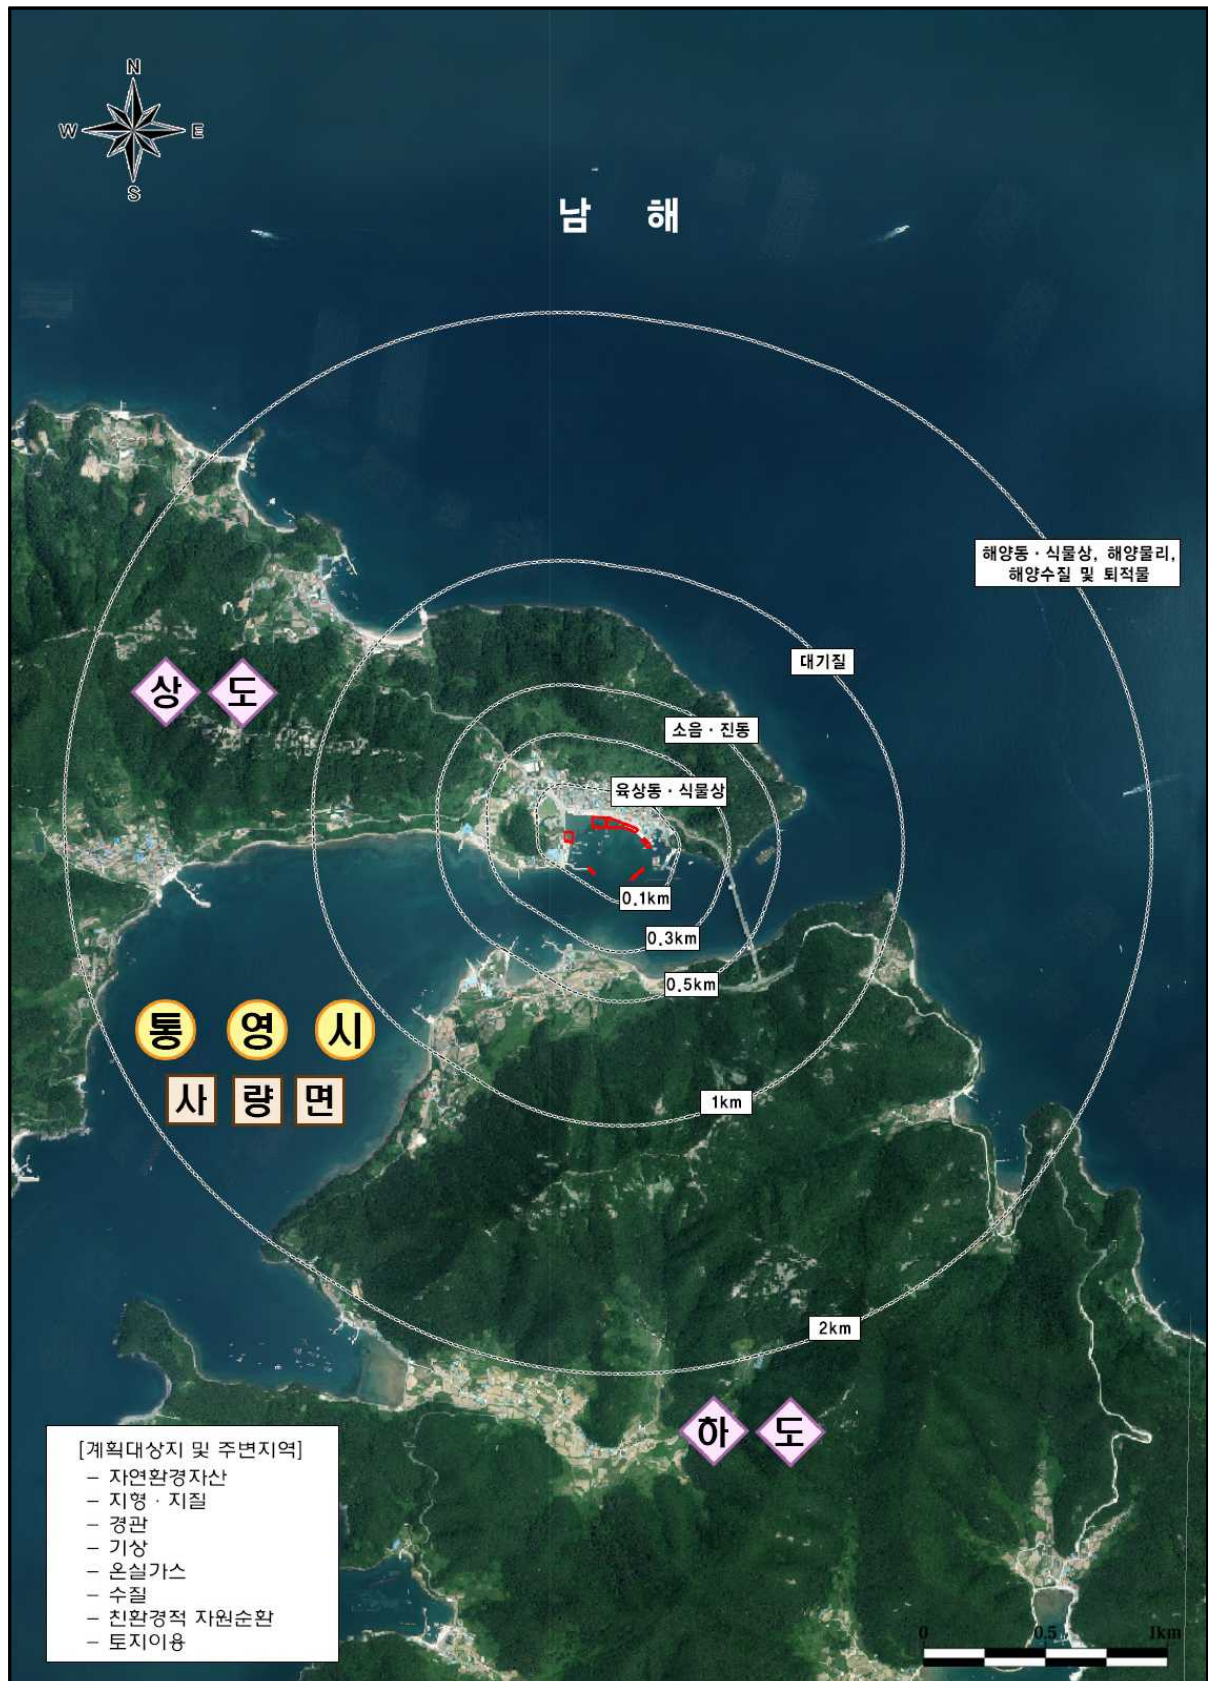 N
W E
S
남 해
해양동·식물상, 해양물리,
해양수질 및 퇴적물
대기질
상 도
소음·진동
육상동·식물상
0.1km
0.3km
0.5km
통 영 시
사 량 면
1km
2km
하 도
[계획대상지 및 주변지역]
- 자연환경자산
- 지형·지질
- 경관
- 기상
- 온실가스
- 수질
- 친환경적 자원순환
- 토지이용
0 0.5 1km